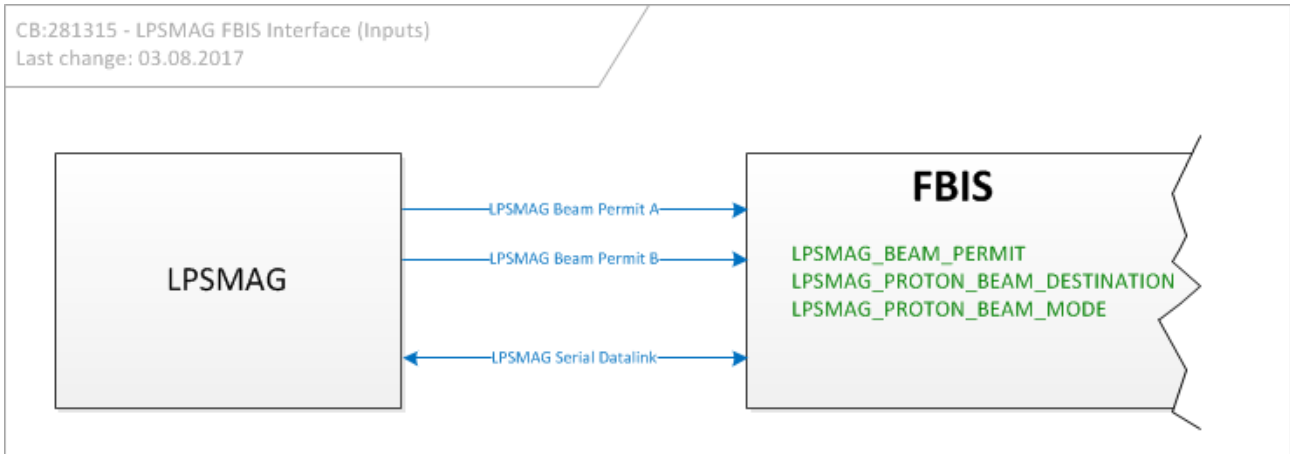 CB:281315 - LPSMAG FBIS Interface (Inputs)
Last change: 03.08.2017
LPSMAG
LPSMAG Beam Permit A
LPSMAG Beam Permit B
LPSMAG Serial Datalink
FBIS
LPSMAG_BEAM_PERMIT
LPSMAG_PROTON_BEAM_DESTINATION
LPSMAG_PROTON_BEAM_MODE